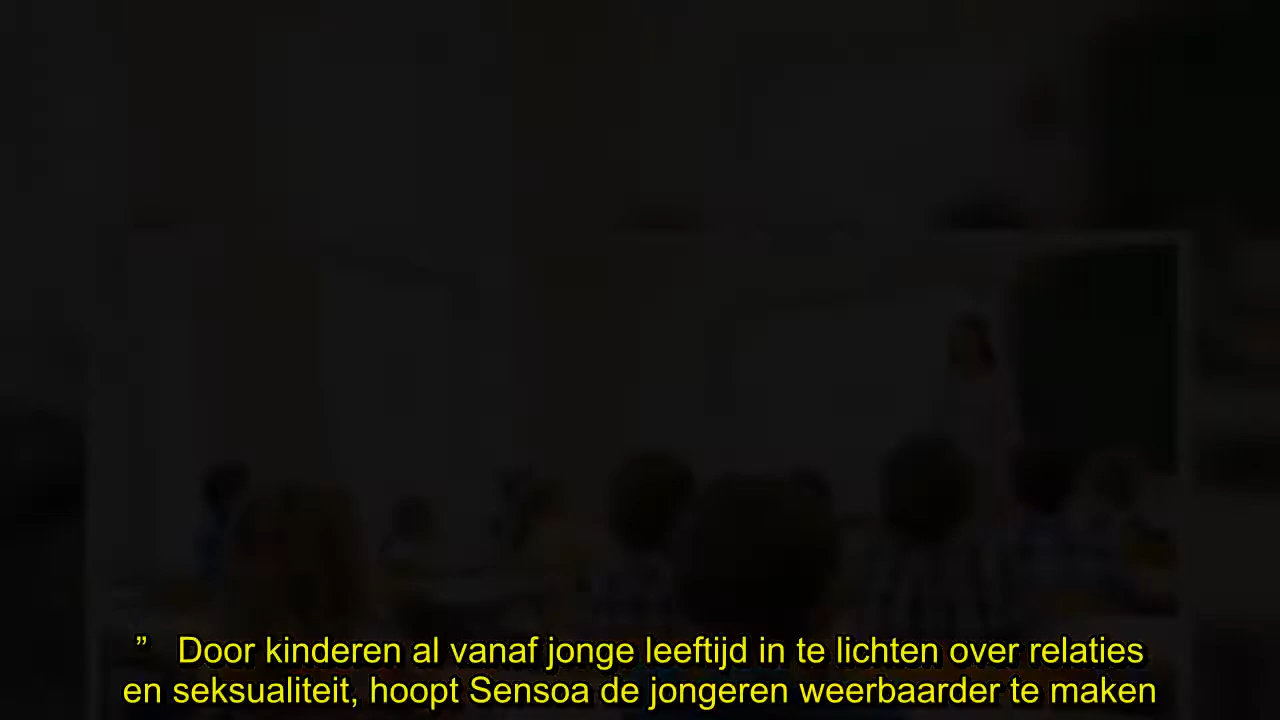 ” Door kinderen al vanaf jonge leeftijd in te lichten over relaties
en seksualiteit, hoopt Sensoa de jongeren weerbaarder te maken